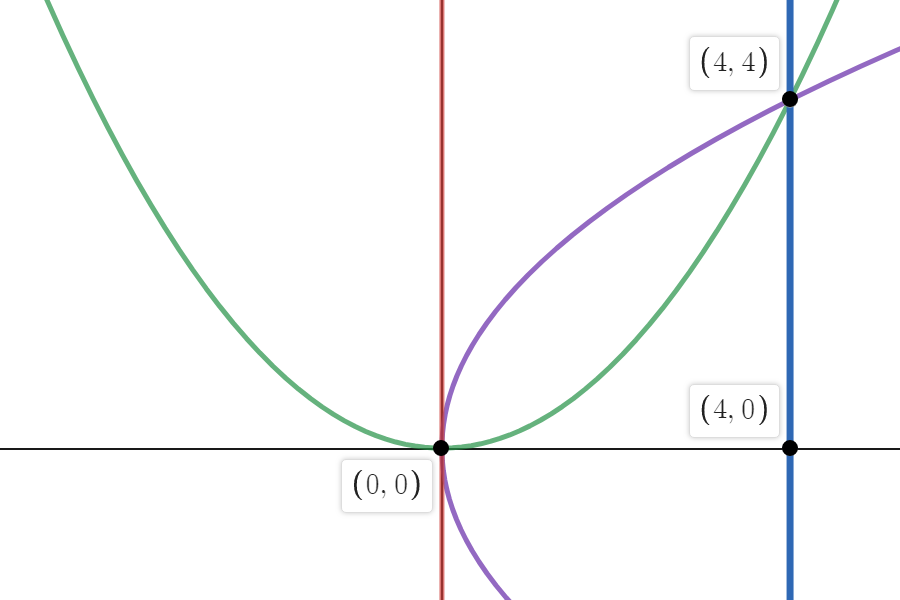 (4, 4)
(4, 0)
(0, 0)